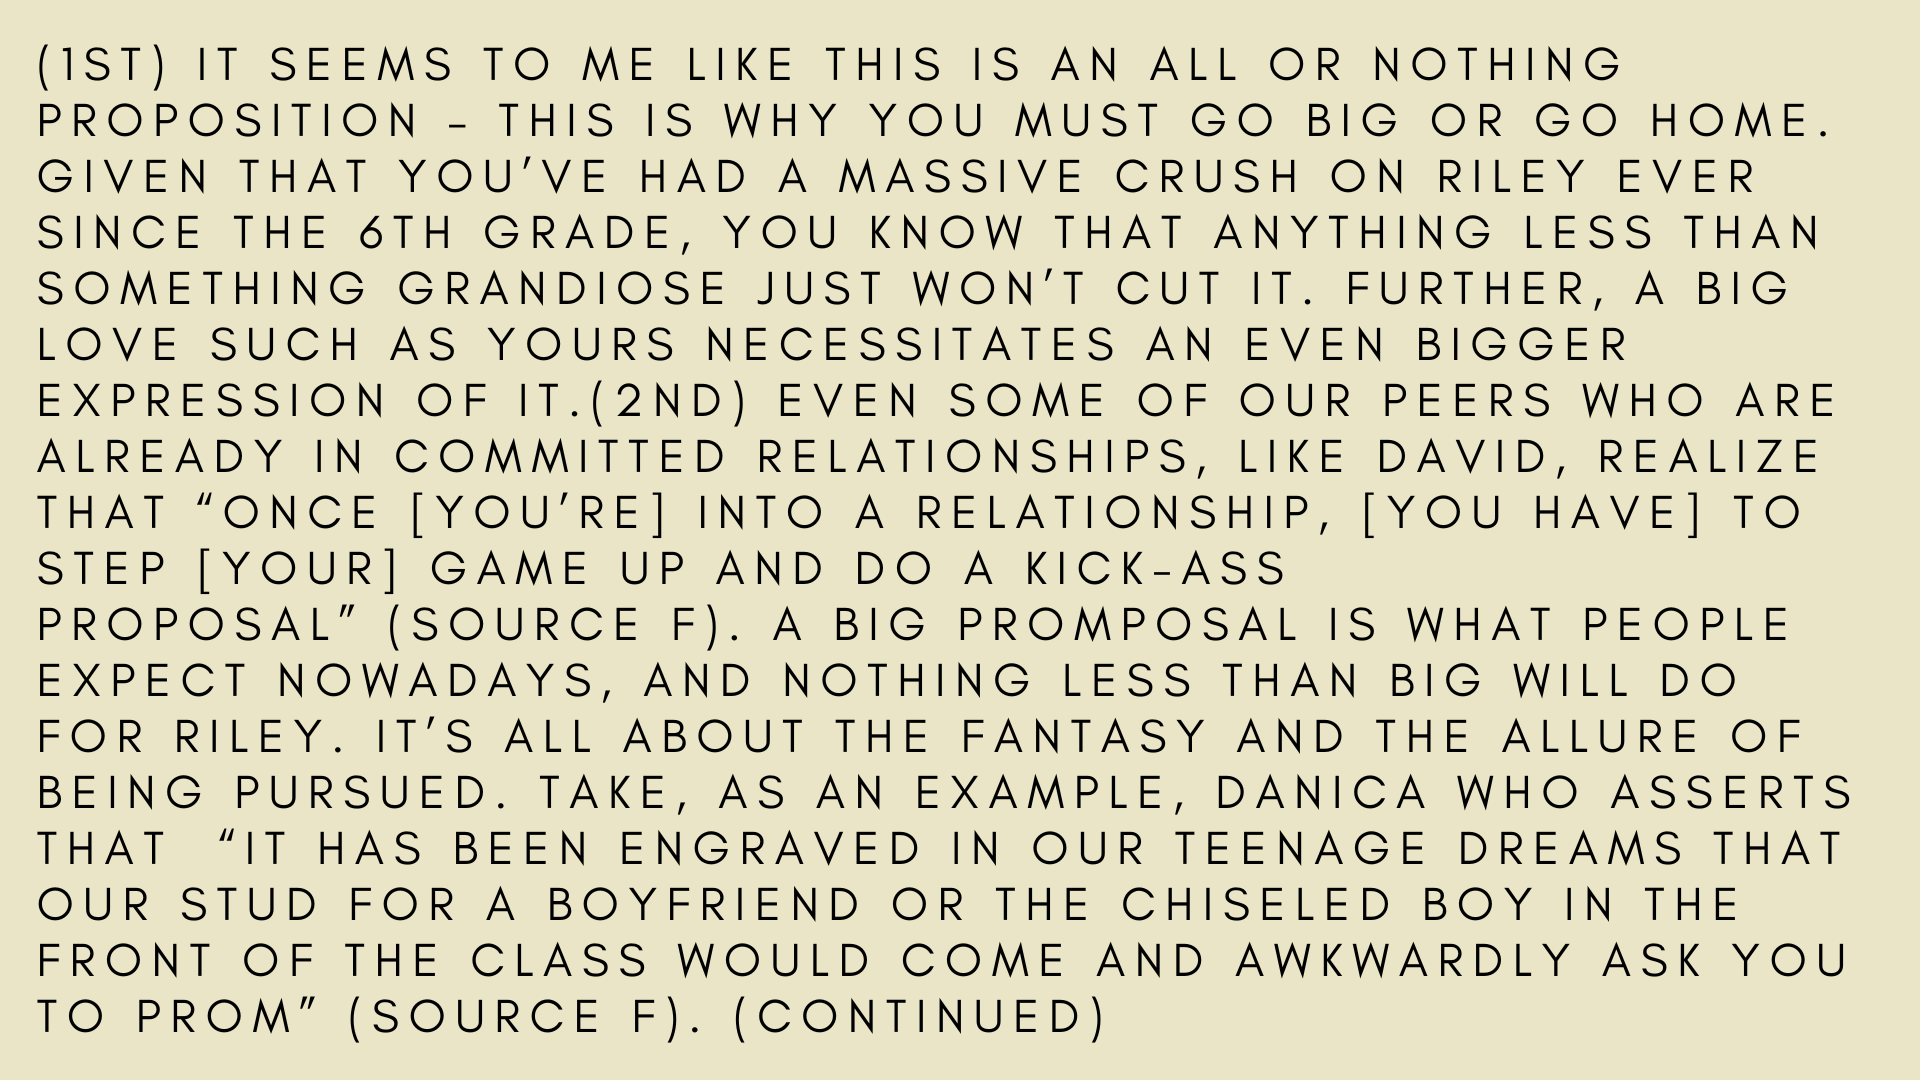 (1ST) IT SEEMS TO ME LIKE THIS IS AN ALL OR NOTHING
PROPOSITION – THIS IS WHY YOU MUST GO BIG OR GO HOME.
GIVEN THAT YOU’VE HAD A MASSIVE CRUSH ON RILEY EVER
SINCE THE 6TH GRADE, YOU KNOW THAT ANYTHING LESS THAN
SOMETHING GRANDIOSE JUST WON’T CUT IT. FURTHER, A BIG
LOVE SUCH AS YOURS NECESSITATES AN EVEN BIGGER
EXPRESSION OF IT.(2ND) EVEN SOME OF OUR PEERS WHO ARE
ALREADY IN COMMITTED RELATIONSHIPS, LIKE DAVID, REALIZE
THAT “ONCE [YOU’RE] INTO A RELATIONSHIP, [YOU HAVE] TO
STEP [YOUR] GAME UP AND DO A KICK-ASS
PROPOSAL” (SOURCE F). A BIG PROMPOSAL IS WHAT PEOPLE
EXPECT NOWADAYS, AND NOTHING LESS THAN BIG WILL DO
FOR RILEY. IT’S ALL ABOUT THE FANTASY AND THE ALLURE OF
BEING PURSUED. TAKE, AS AN EXAMPLE, DANICA WHO ASSERTS
THAT “IT HAS BEEN ENGRAVED IN OUR TEENAGE DREAMS THAT
OUR STUD FOR A BOYFRIEND OR THE CHISELED BOY IN THE
FRONT OF THE CLASS WOULD COME AND AWKWARDLY ASK YOU
TO PROM” (SOURCE F). (CONTINUED)